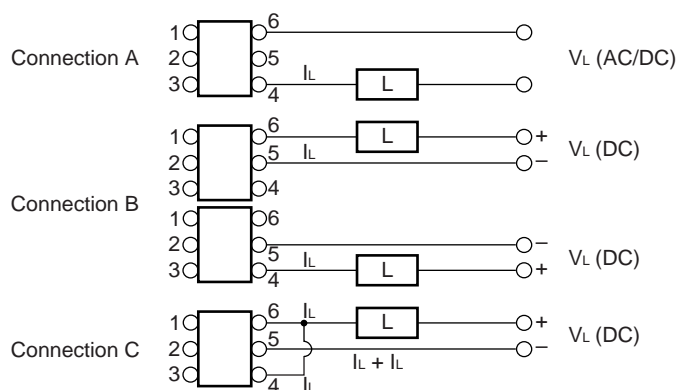 Connection A
1 6
2 5
3 4
IL
L
VL (AC/DC)
Connection B
1 6
2 5
3 4
L
IL
+
−
VL (DC)
1 6
2 5
3 4
IL
L
−
+
VL (DC)
Connection C
1 6
2 5
3 4
IL
L
IL + IL
IL
+
−
VL (DC)